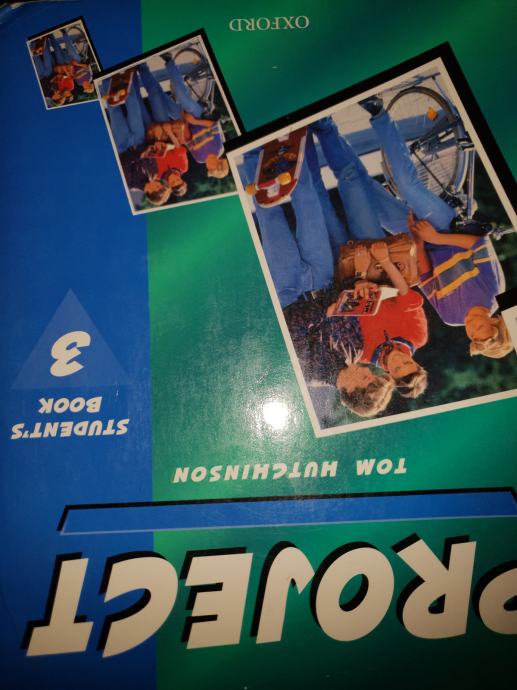 PROJECT
TOM HUTCHINSON
STUDENT'S
BOOK
3
OXFORD